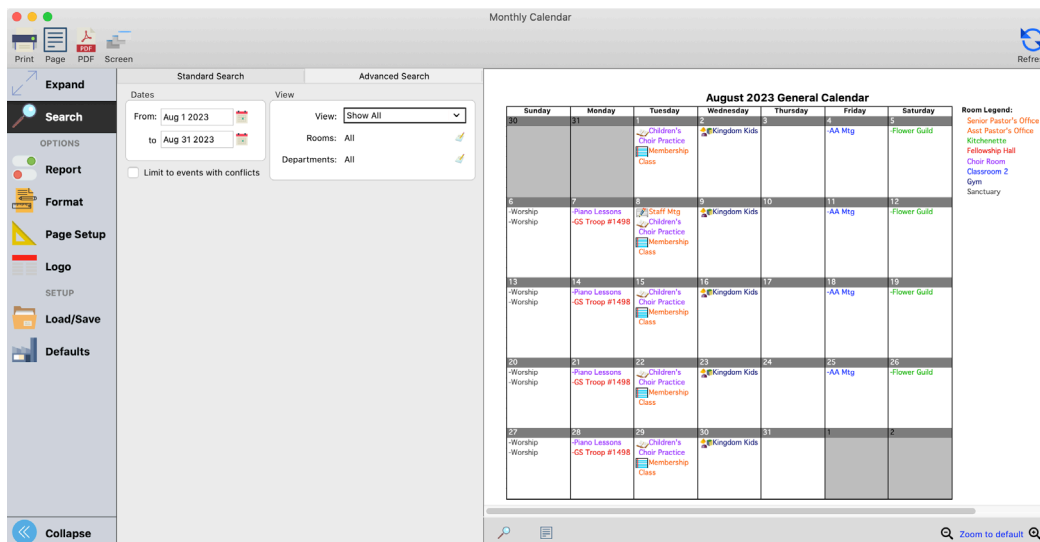 Monthly Calendar
Print Page PDF Screen
Refre
Expand
Search
OPTIONS
Report
Format
Page Setup
Logo
SETUP
Load/Save
Defaults
Collapse
Standard Search Advanced Search
Dates View
From: Aug 1 2023
to Aug 31 2023
Limit to events with conflicts
View: Show All
Rooms: All
Departments: All
August 2023 General Calendar
Sunday Monday Tuesday Wednesday Thursday Friday Saturday
30 31 1 2 3 4 5
Children's Kingdom Kids -AA Mtg -Flower Guild
Choir Practice
Membership
Class
6 7 8 9 10 11 12
-Worship -Piano Lessons Staff Mtg Kingdom Kids -AA Mtg -Flower Guild
-Worship -GS Troop #1498 Children's
Choir Practice
Membership
Class
13 14 15 16 17 18 19
-Worship -Piano Lessons Children's Kingdom Kids -AA Mtg -Flower Guild
-Worship -GS Troop #1498 Choir Practice
Membership
Class
20 21 22 23 24 25 26
-Worship -Piano Lessons Children's Kingdom Kids -AA Mtg -Flower Guild
-Worship -GS Troop #1498 Choir Practice
Membership
Class
27 28 29 30 31 1 2
-Worship -Piano Lessons Children's Kingdom Kids
-Worship -GS Troop #1498 Choir Practice
Membership
Class
Room Legend:
Senior Pastor's Office
Asst Pastor's Office
Kitchenette
Fellowship Hall
Choir Room
Classroom 2
Gym
Sanctuary
Zoom to default